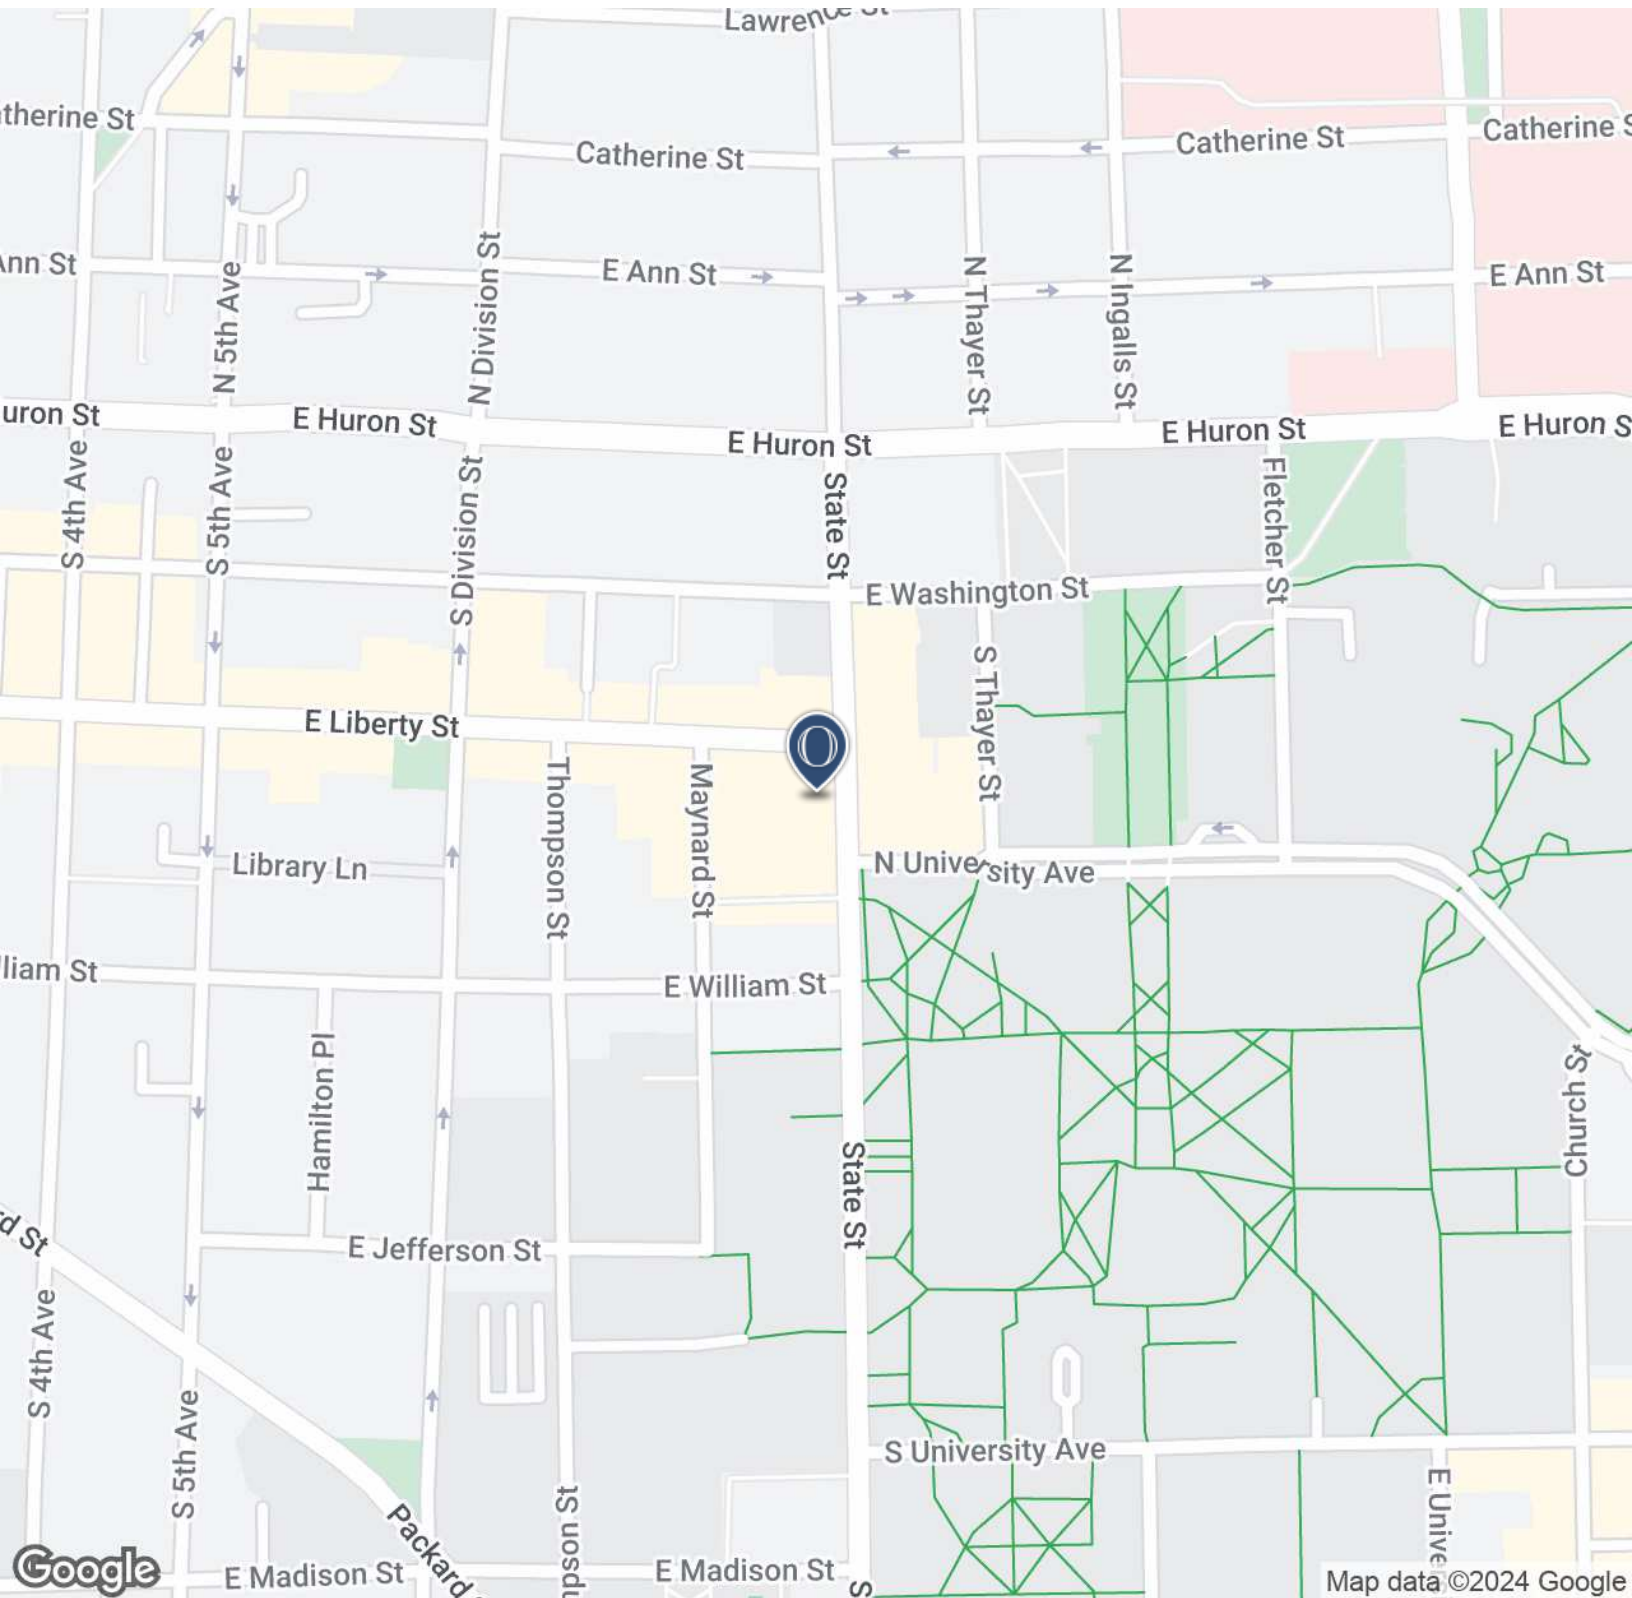 Lawrence St
therine St
Catherine St
Catherine St
Catherine S
Ann St
E Ann St
E Ann St
N 5th Ave
N Division St
N Thayer St
N Ingalls St
uron St
E Huron St
E Huron St
E Huron St
E Huron S
S 4th Ave
S 5th Ave
S Division St
State St
Fletcher St
E Washington St
S Thayer St
E Liberty St
Thompson St
Maynard St
Library Ln
N University Ave
liam St
E William St
Hamilton Pl
Church St
State St
rd St
E Jefferson St
S 4th Ave
S 5th Ave
S University Ave
Packard
E Univers
Google
E Madison St
E Madison St
S
Map data ©2024 Google